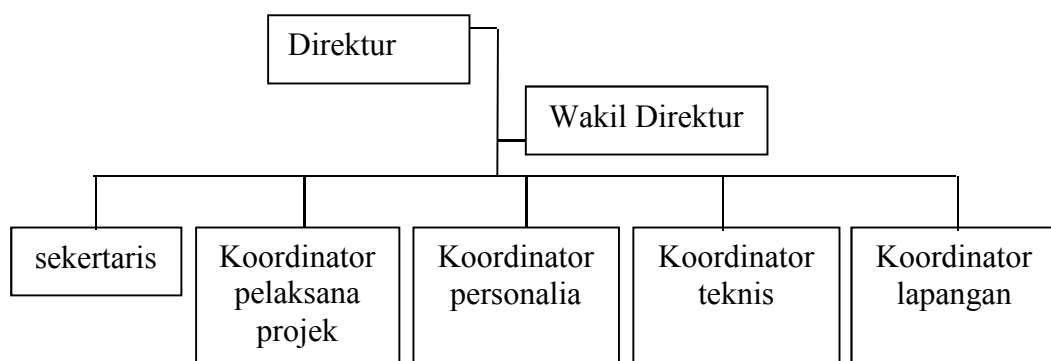 Direktur
Wakil Direktur
sekertaris
Koordinator
pelaksana
projek
Koordinator
personalia
Koordinator
teknis
Koordinator
lapangan